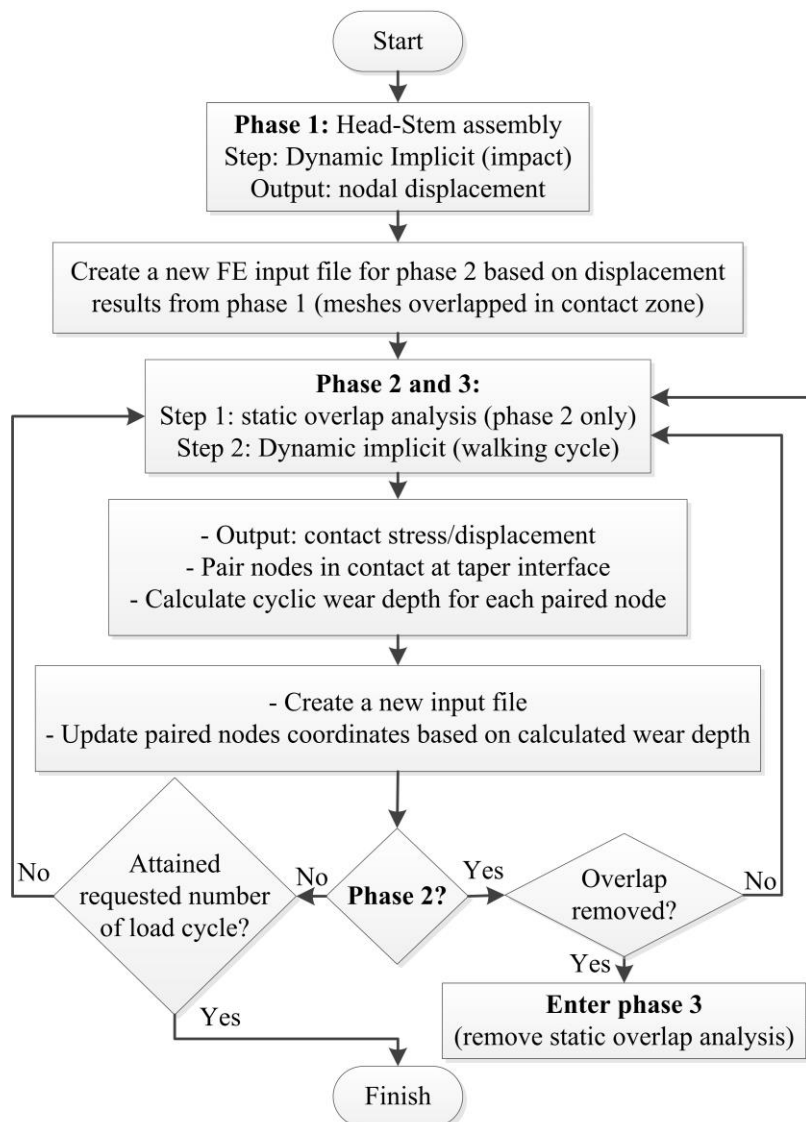 Start
Phase 1: Head-Stem assembly
Step: Dynamic Implicit (impact)
Output: nodal displacement
Create a new FE input file for phase 2 based on displacement
results from phase 1 (meshes overlapped in contact zone)
Phase 2 and 3:
Step 1: static overlap analysis (phase 2 only)
Step 2: Dynamic implicit (walking cycle)
- Output: contact stress/displacement
- Pair nodes in contact at taper interface
- Calculate cyclic wear depth for each paired node
- Create a new input file
- Update paired nodes coordinates based on calculated wear depth
No
Attained
requested number
of load cycle?
No
Phase 2?
Yes
Overlap
removed?
No
Yes
Yes
Enter phase 3
(remove static overlap analysis)
Finish